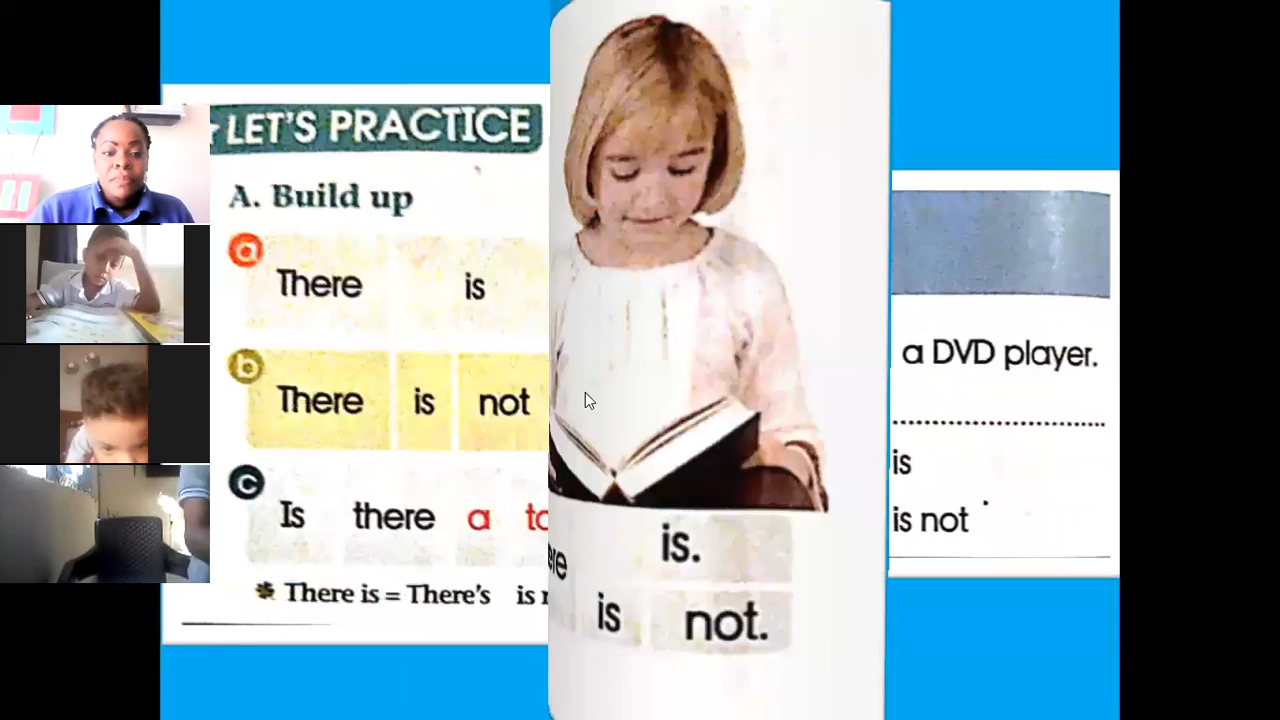 LET'S PRACTICE
A. Build up
a
There is
a DVD player.
b
There is not
is
is not
c
Is there a
is.
is not.
There is = There's is